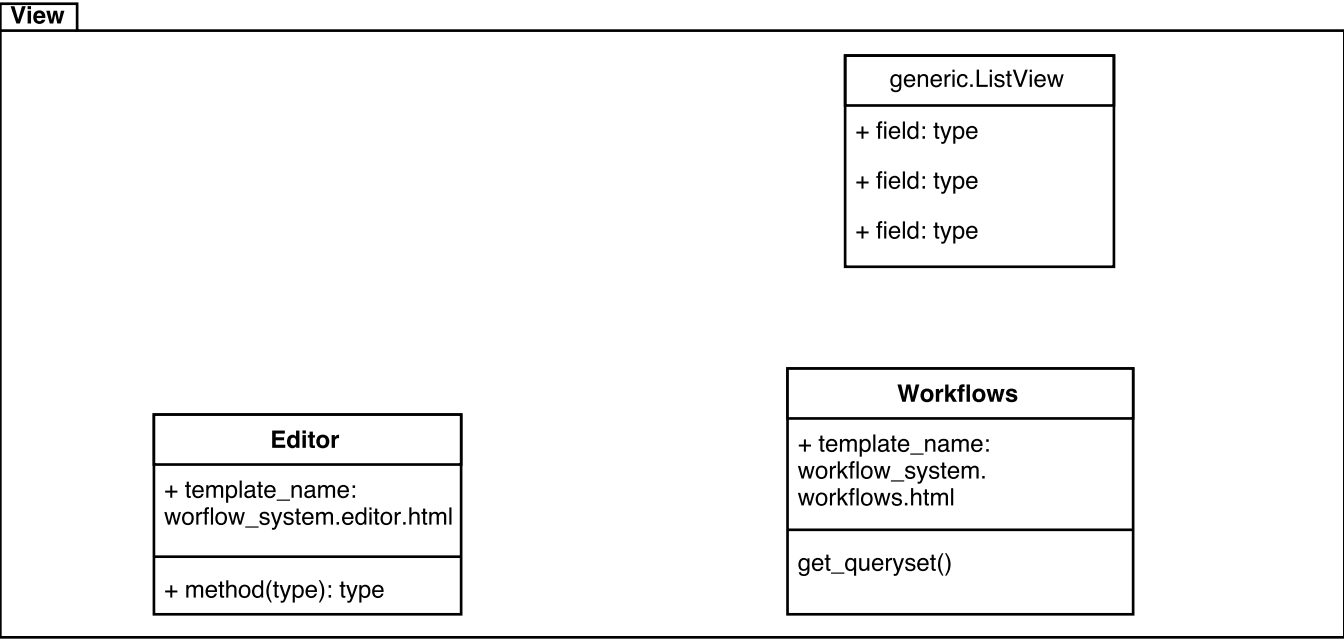 View
generic.ListView
+ field: type
+ field: type
+ field: type
Editor
+ template_name:
worflow_system.editor.html
+ method(type): type
Workflows
+ template_name:
workflow_system.
workflows.html
get_queryset()